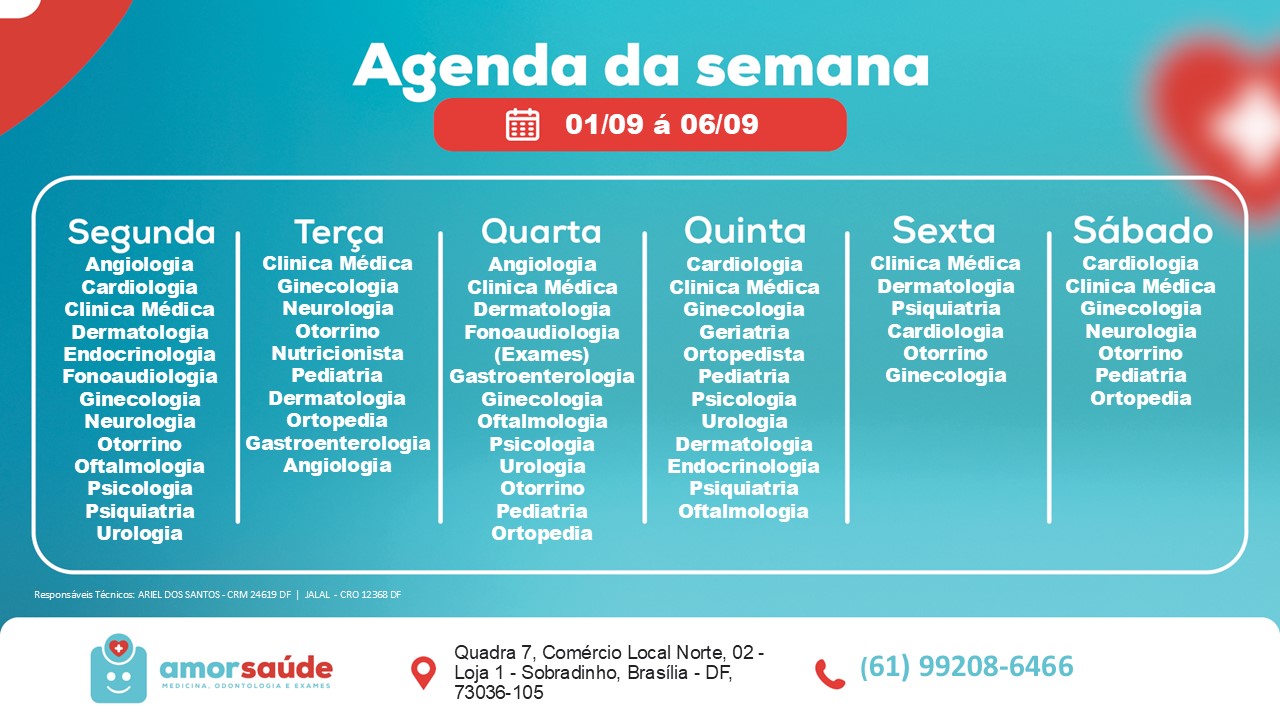 Agenda da semana
01/09 á 06/09
Segunda
Angiologia
Cardiologia
Clinica Médica
Dermatologia
Endocrinologia
Fonoaudiologia
Ginecologia
Neurologia
Otorrino
Oftalmologia
Psicologia
Psiquiatria
Urologia
Terça
Clinica Médica
Ginecologia
Neurologia
Otorrino
Nutricionista
Pediatria
Dermatologia
Ortopedia
Gastroenterologia
Angiologia
Quarta
Angiologia
Clinica Médica
Dermatologia
Fonoaudiologia
(Exames)
Gastroenterologia
Ginecologia
Oftalmologia
Psicologia
Urologia
Otorrino
Pediatria
Ortopedia
Quinta
Cardiologia
Clinica Médica
Ginecologia
Geriatria
Ortopedista
Pediatria
Psicologia
Urologia
Dermatologia
Endocrinologia
Psiquiatria
Oftalmologia
Sexta
Clinica Médica
Dermatologia
Psiquiatria
Cardiologia
Otorrino
Ginecologia
Sábado
Cardiologia
Clinica Médica
Ginecologia
Neurologia
Otorrino
Pediatria
Ortopedia
Responsáveis Técnicos: ARIEL DOS SANTOS - CRM 24619 DF | JALAL - CRO 12368 DF
amorsaúde
MEDICINA, ODONTOLOGIA E EXAMES
Quadra 7, Comércio Local Norte, 02 -
Loja 1 - Sobradinho, Brasília - DF,
73036-105
(61) 99208-6466